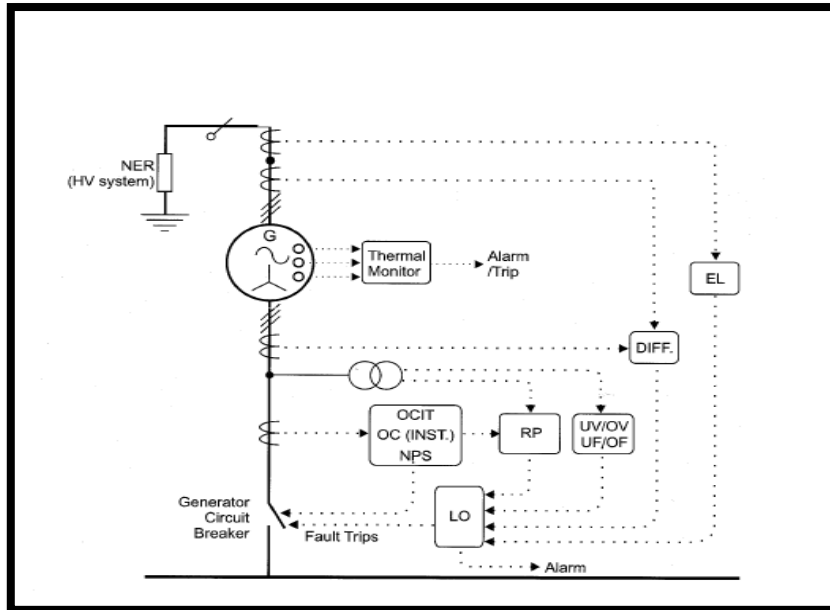 NER
(HV system)
G
Thermal
Monitor
Alarm
/Trip
EL
DIFF.
OCIT
OC (INST.)
NPS
RP
UV/OV
UF/OF
Generator
Circuit
Breaker
Fault Trips
LO
Alarm